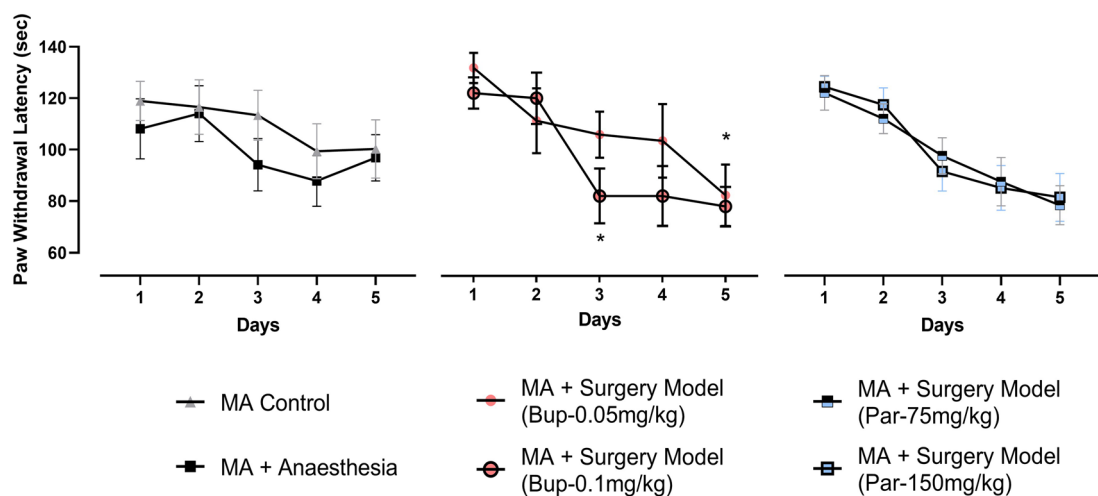 Paw Withdrawal Latency (sec)
140
120
100
80
60
1 2 3 4 5
Days
*
*
1 2 3 4 5
Days
1 2 3 4 5
Days
MA Control
MA + Anaesthesia
MA + Surgery Model
(Bup-0.05mg/kg)
MA + Surgery Model
(Bup-0.1mg/kg)
MA + Surgery Model
(Par-75mg/kg)
MA + Surgery Model
(Par-150mg/kg)